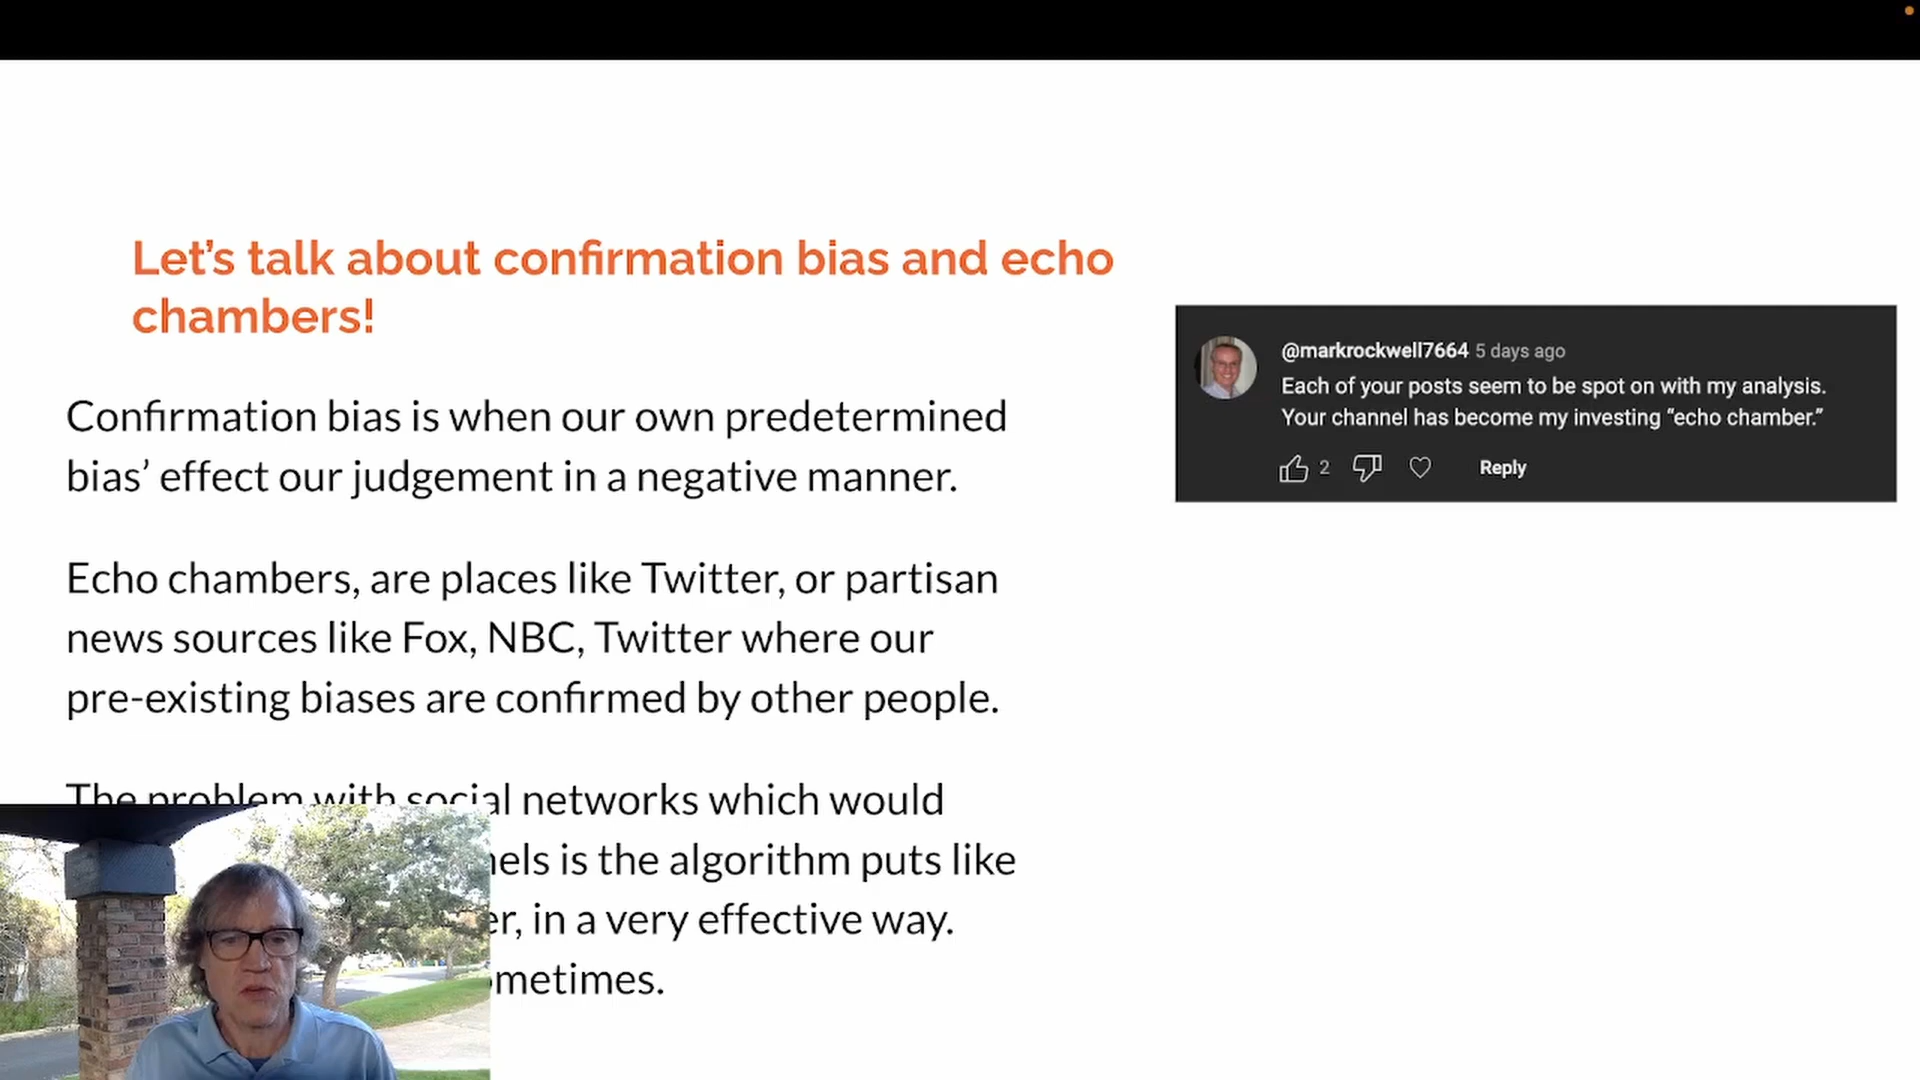 Let’s talk about confirmation bias and echo
chambers!
Confirmation bias is when our own predetermined
bias’ effect our judgement in a negative manner.
Echo chambers, are places like Twitter, or partisan
news sources like Fox, NBC, Twitter where our
pre-existing biases are confirmed by other people.
The problem with social networks which would
is the algorithm puts like
in a very effective way.
@markrockwell7664 5 days ago
Each of your posts seem to be spot on with my analysis.
Your channel has become my investing “echo chamber.”
2 Reply